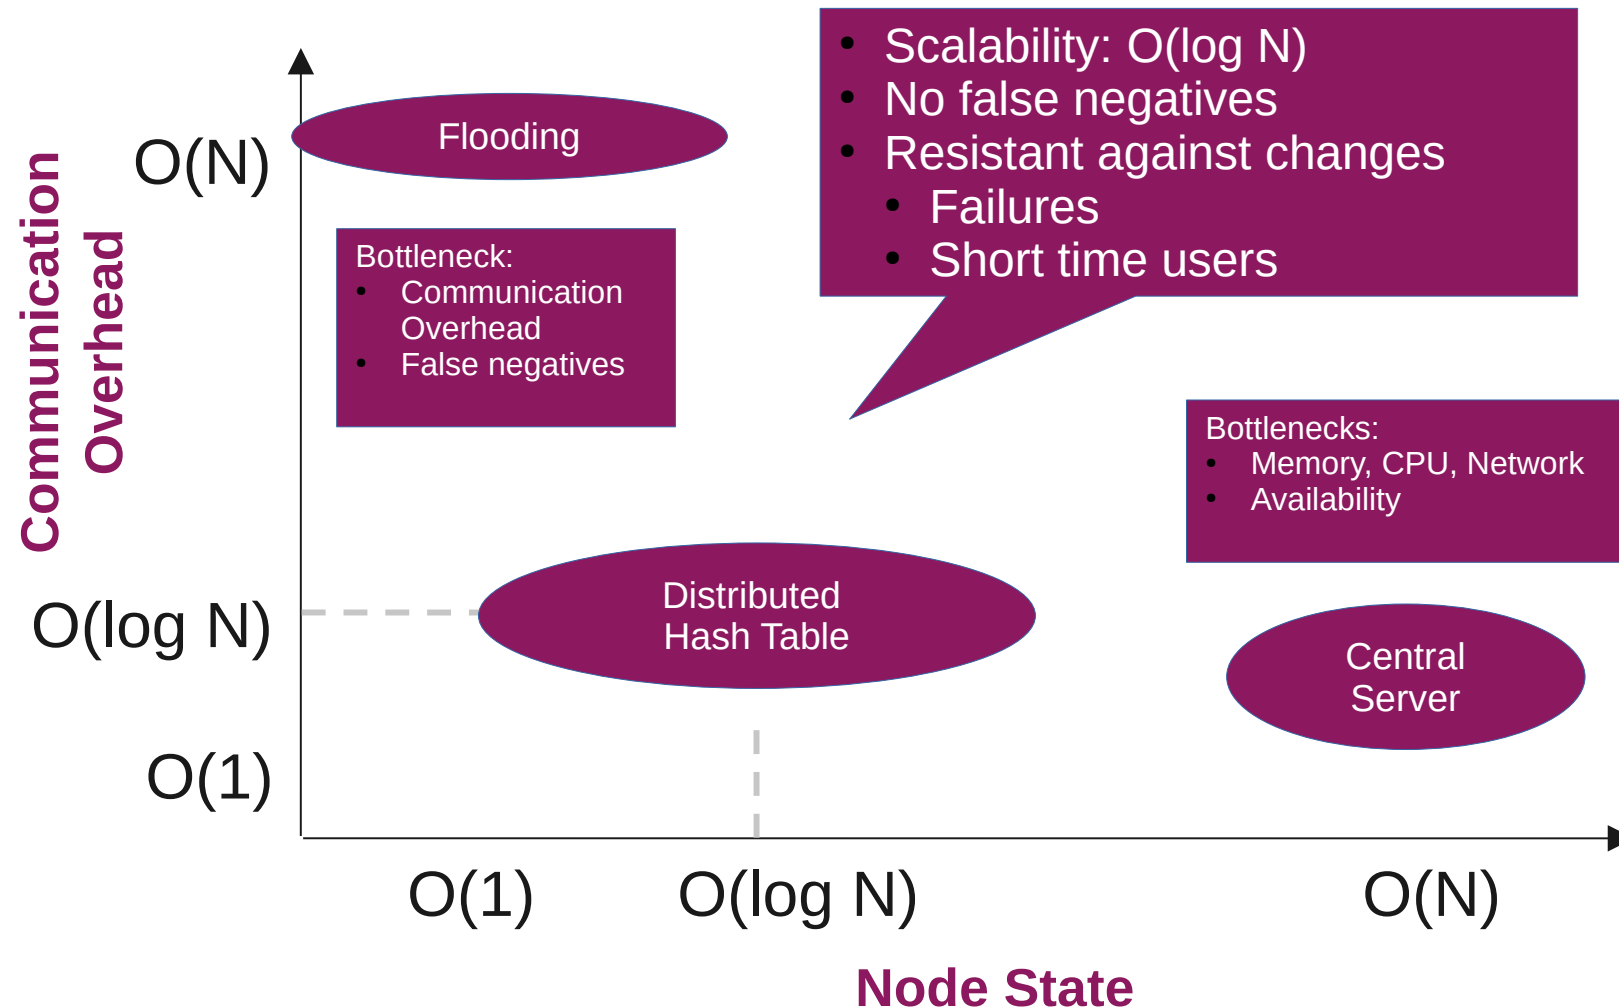 Communication
Overhead
O(N)
O(log N)
O(1)
Flooding
Bottleneck:
• Communication
Overhead
• False negatives
• Scalability: O(log N)
• No false negatives
• Resistant against changes
• Failures
• Short time users
Bottlenecks:
• Memory, CPU, Network
• Availability
Distributed
Hash Table
Central
Server
O(1)
O(log N)
O(N)
Node State